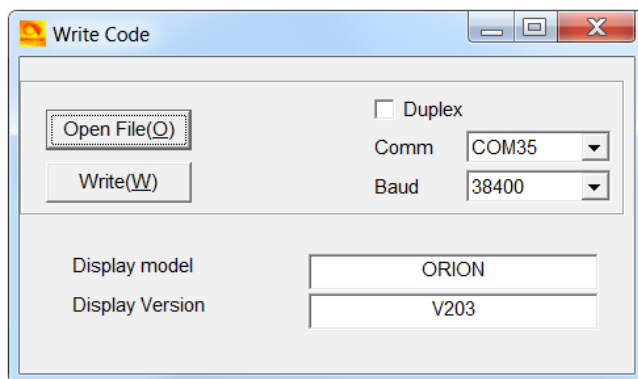 Write Code
Open File(O)
Duplex
Comm COM35
Write(W)
Baud 38400
Display model ORION
Display Version V203